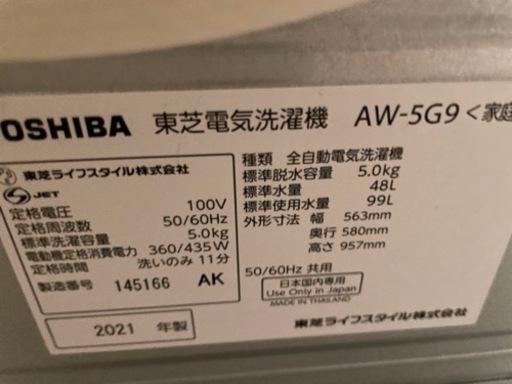 OSHIBA 東芝電気洗濯機 AW-5G9 <家庭
東芝ライフスタイル株式会社
JET
定格電圧 100V
定格周波数 50/60Hz
標準洗濯容量 5.0kg
電動機定格消費電力 360/435W
定格時間 洗いのみ 11分
製造番号 145166 AK
2021 年製
種類 全自動電気洗濯機
標準脱水容量 5.0kg
標準水量 48L
標準使用水量 99L
外形寸法 幅 563mm
奥行 580mm
高さ 957mm
50/60Hz 共用
日本国内専用
Use Only in Japan
MADE IN THAILAND
東芝ライフスタイル株式会社